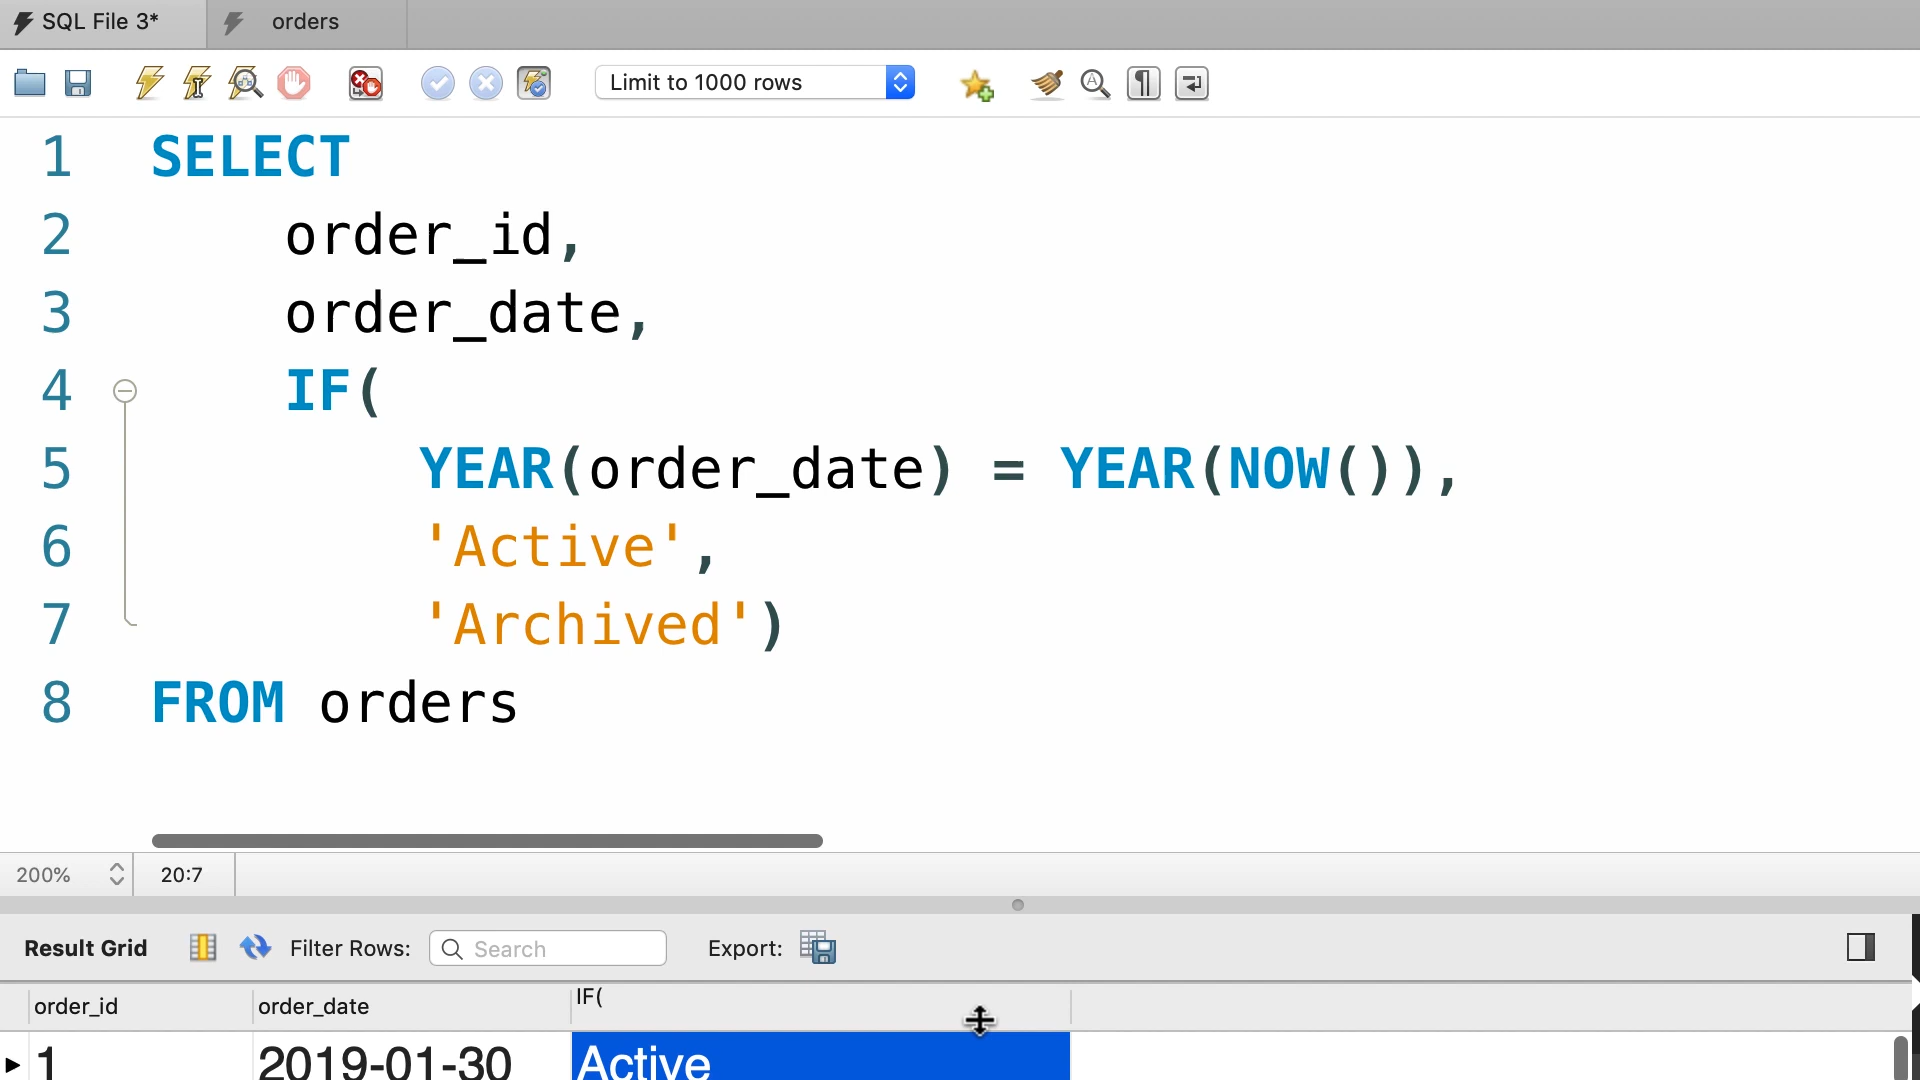 SQL File 3* orders
Limit to 1000 rows
1 SELECT
2 order_id,
3 order_date,
4 IF(
5 YEAR(order_date) = YEAR(NOW()),
6 'Active',
7 'Archived')
8 FROM orders
200% 20:7
Result Grid Filter Rows: Search Export:
order_id order_date IF(
1 2019-01-30 Active